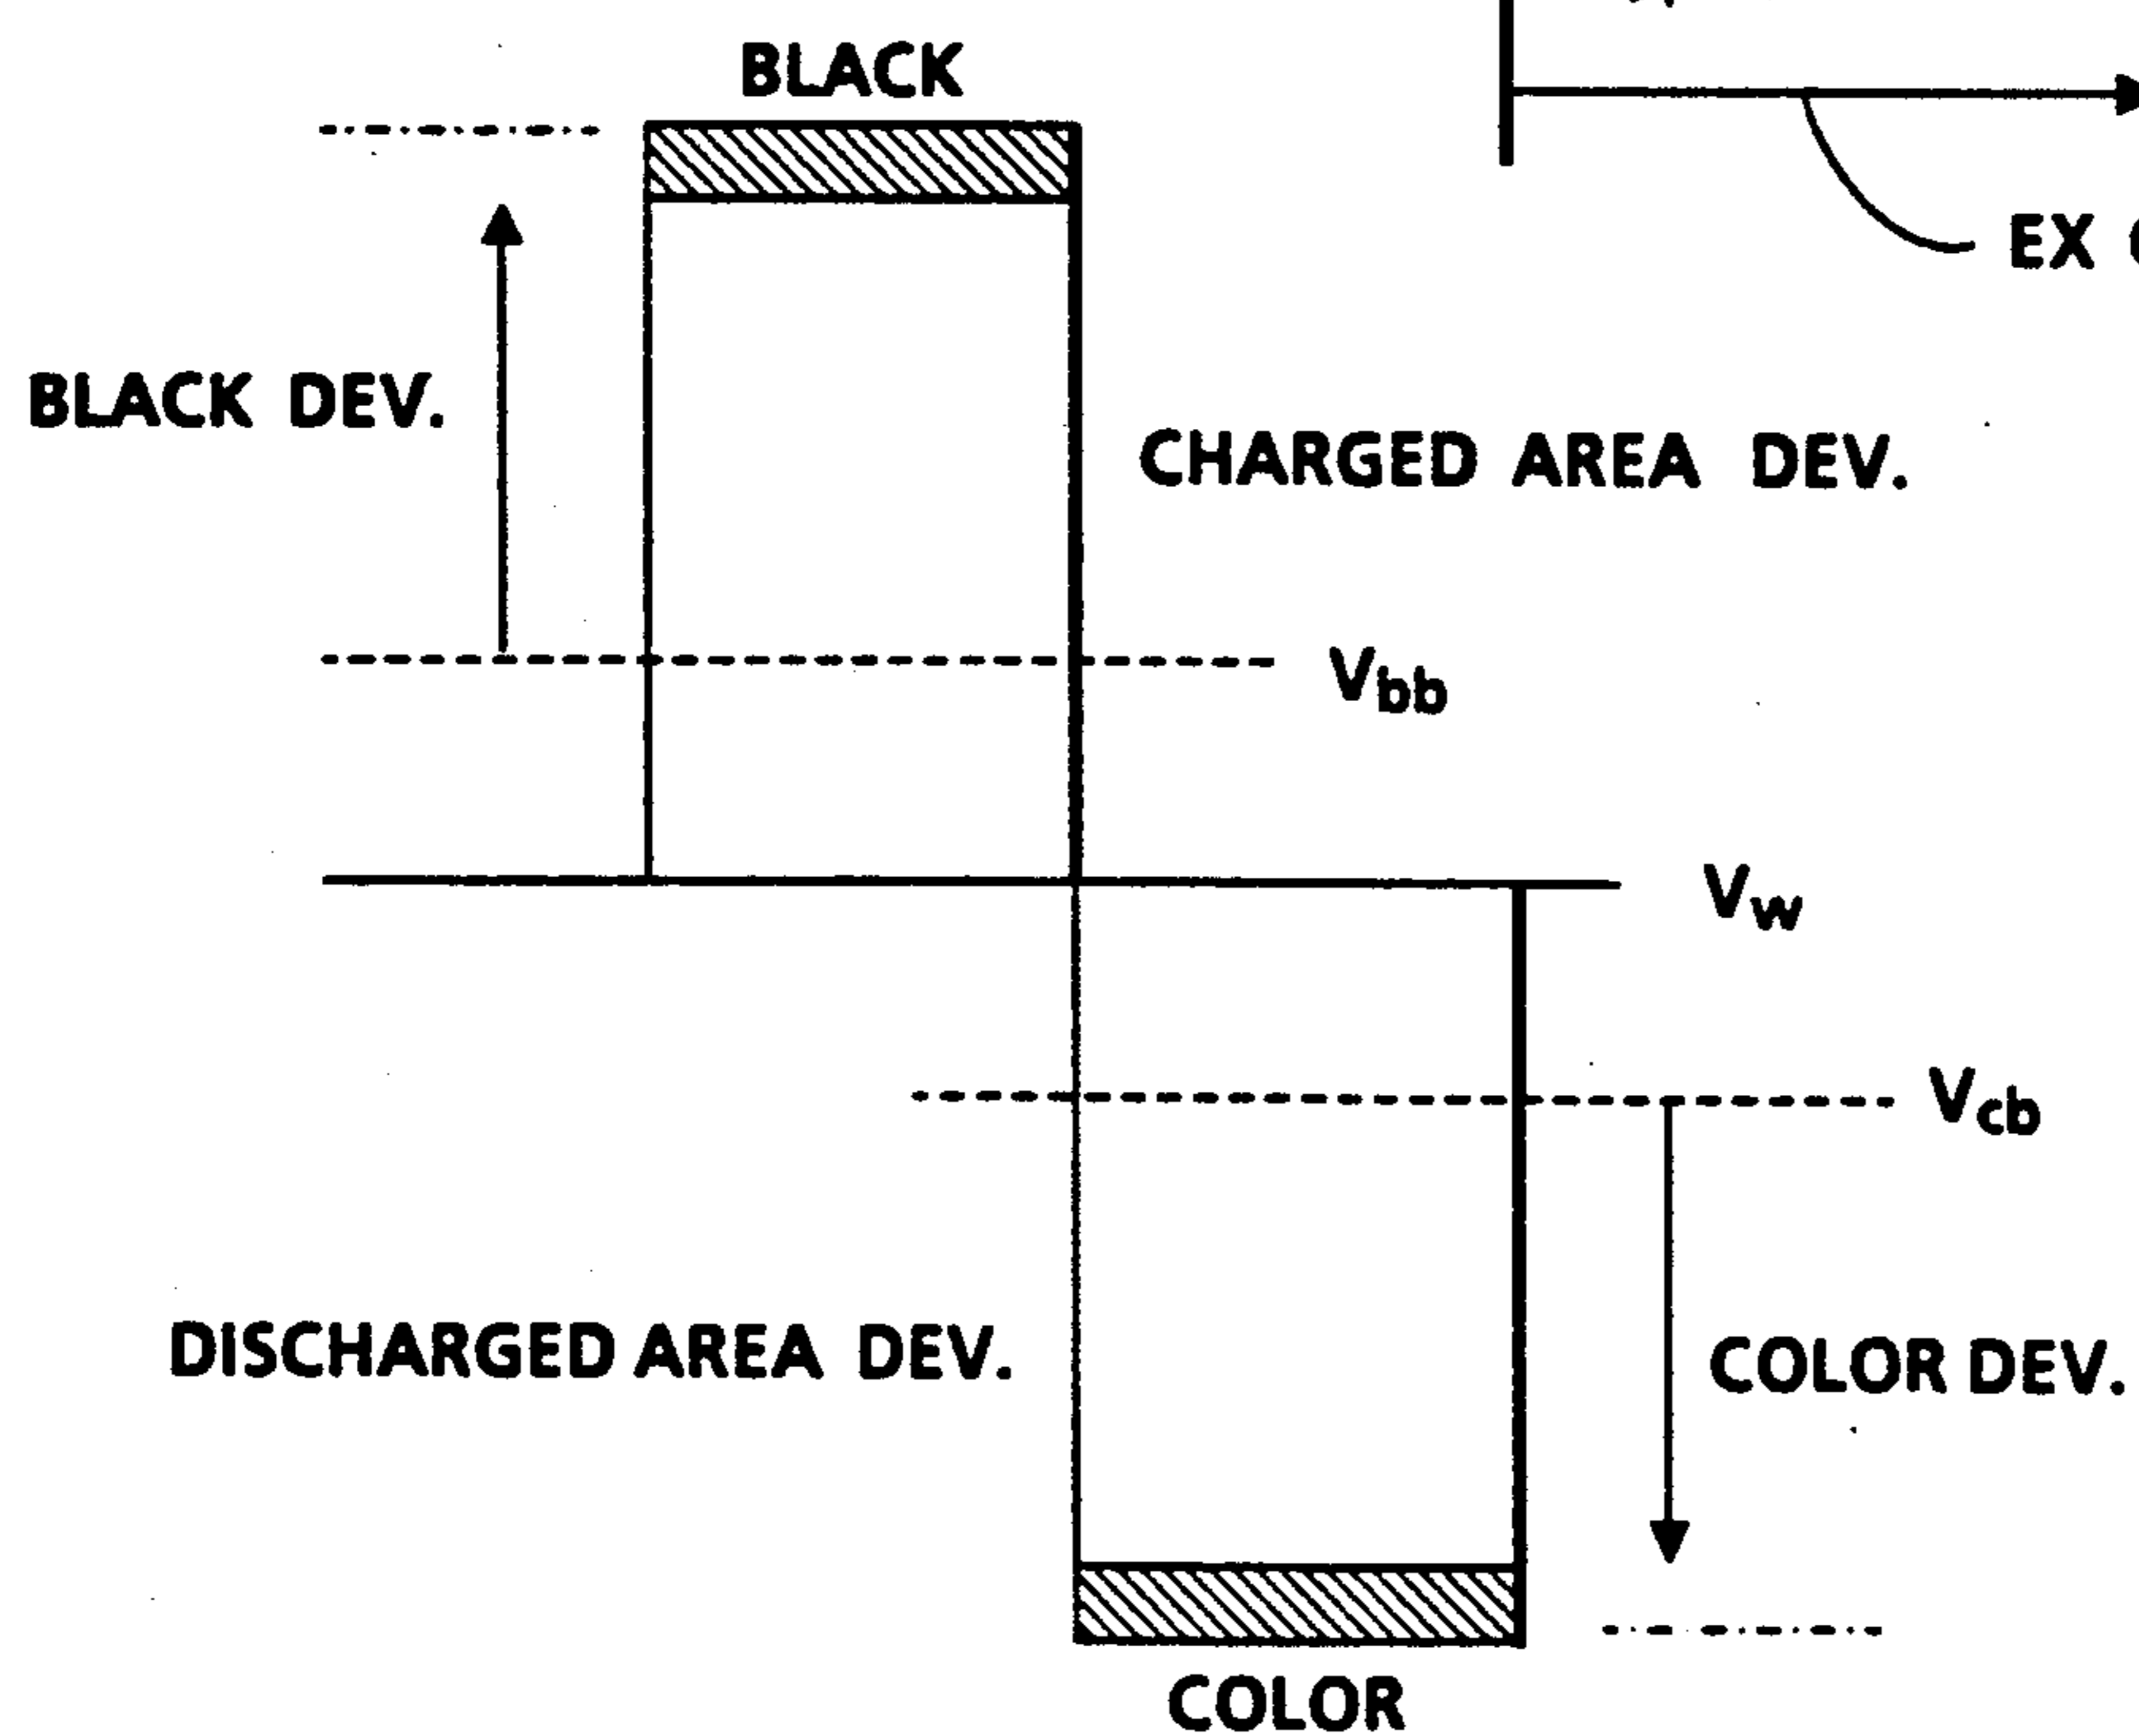 BLACK
EX
BLACK DEV.
CHARGED AREA DEV.
Vbb
Vw
Vcb
DISCHARGED AREA DEV.
COLOR DEV.
COLOR